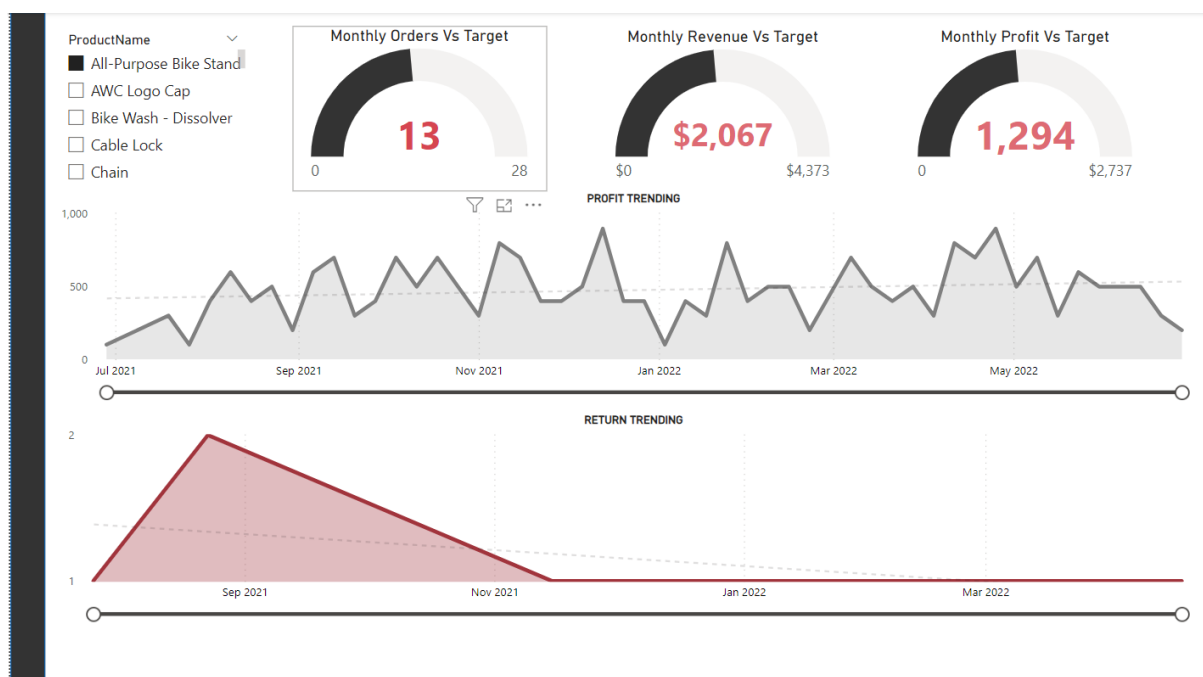 ProductName
All-Purpose Bike Stand
AWC Logo Cap
Bike Wash - Dissolver
Cable Lock
Chain
Monthly Orders Vs Target
13
0 28
Monthly Revenue Vs Target
$2,067
$0 $4,373
Monthly Profit Vs Target
1,294
0 $2,737
PROFIT TRENDING
1,000
500
0
Jul 2021 Sep 2021 Nov 2021 Jan 2022 Mar 2022 May 2022
RETURN TRENDING
2
1
Sep 2021 Nov 2021 Jan 2022 Mar 2022